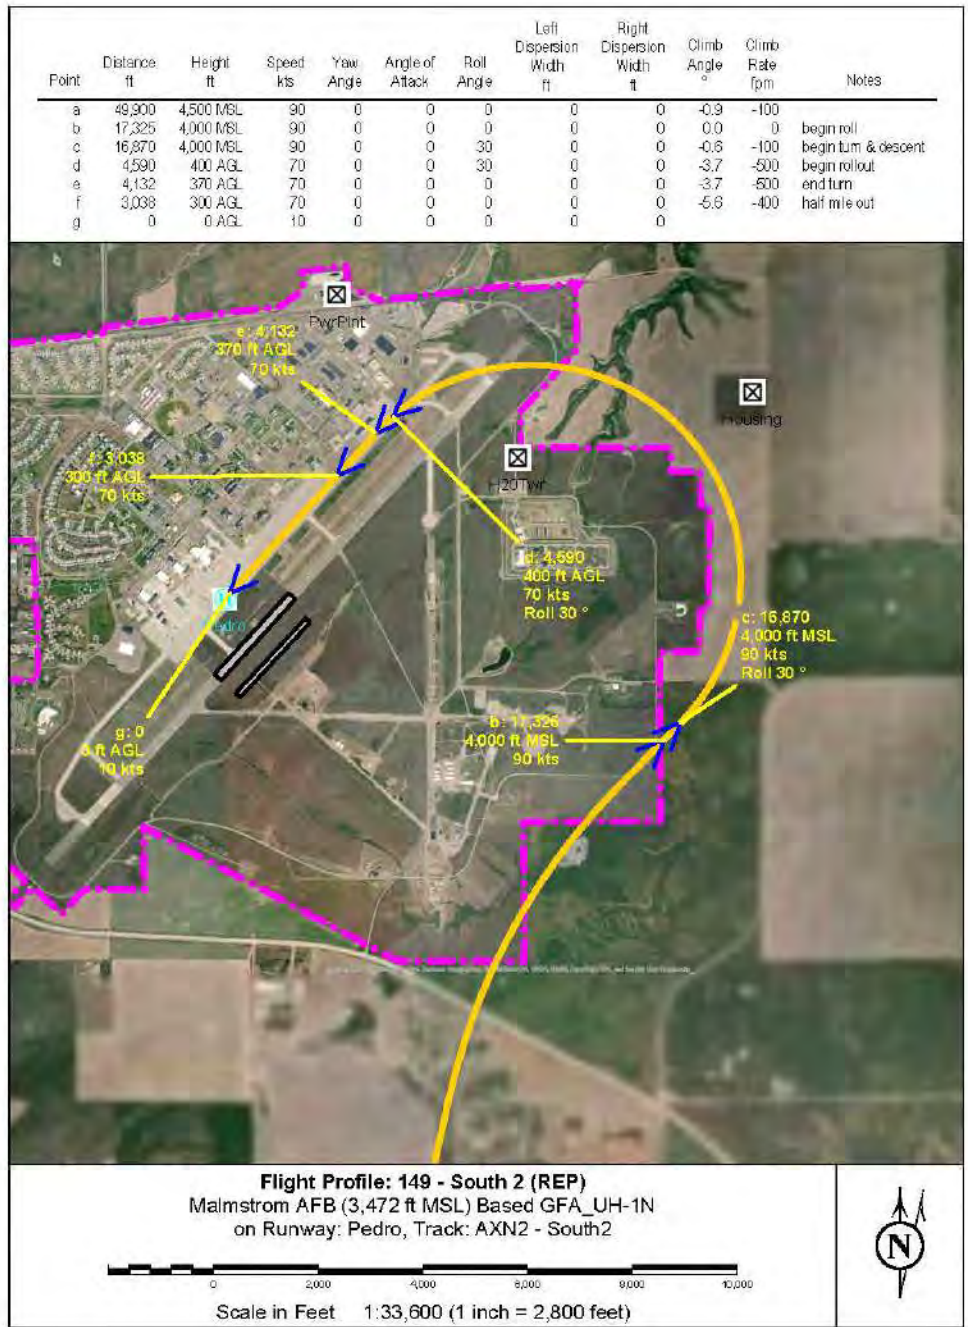 Point Distance ft Height ft Speed kts Yaw Angle Angle of Attack Roll Angle Left Dispersion Width ft Right Dispersion Width ft Climb Angle ° Climb Rate fpm Notes
a 49,900 4,500 MSL 90 0 0 0 0 0 -0.9 -100
b 17,325 4,000 MSL 90 0 0 0 0 0 0.0 0 begin roll
c 16,870 4,000 MSL 90 0 0 30 0 0 -0.6 -100 begin turn & descent
d 4,590 400 AGL 70 0 0 30 0 0 -3.7 -500 begin rollout
e 4,132 370 AGL 70 0 0 0 0 0 -3.7 -500 end turn
f 3,038 300 AGL 70 0 0 0 0 0 -5.6 -400 half mile out
g 0 0 AGL 10 0 0 0 0 0
PwrPlnt
e: 4,132
370 ft AGL
70 kts
Housing
f: 3,038
300 ft AGL
70 kts
H20Twr
d: 4,590
400 ft AGL
70 kts
Roll 30 °
Pedro
c: 16,870
4,000 ft MSL
90 kts
Roll 30 °
b: 17,326
4,000 ft MSL
90 kts
g: 0
0 ft AGL
10 kts
Flight Profile: 149 - South 2 (REP)
Malmstrom AFB (3,472 ft MSL) Based GFA_UH-1N
on Runway: Pedro, Track: AXN2 - South2
N
0 2,000 4,000 6,000 8,000 10,000
Scale in Feet 1:33,600 (1 inch = 2,800 feet)